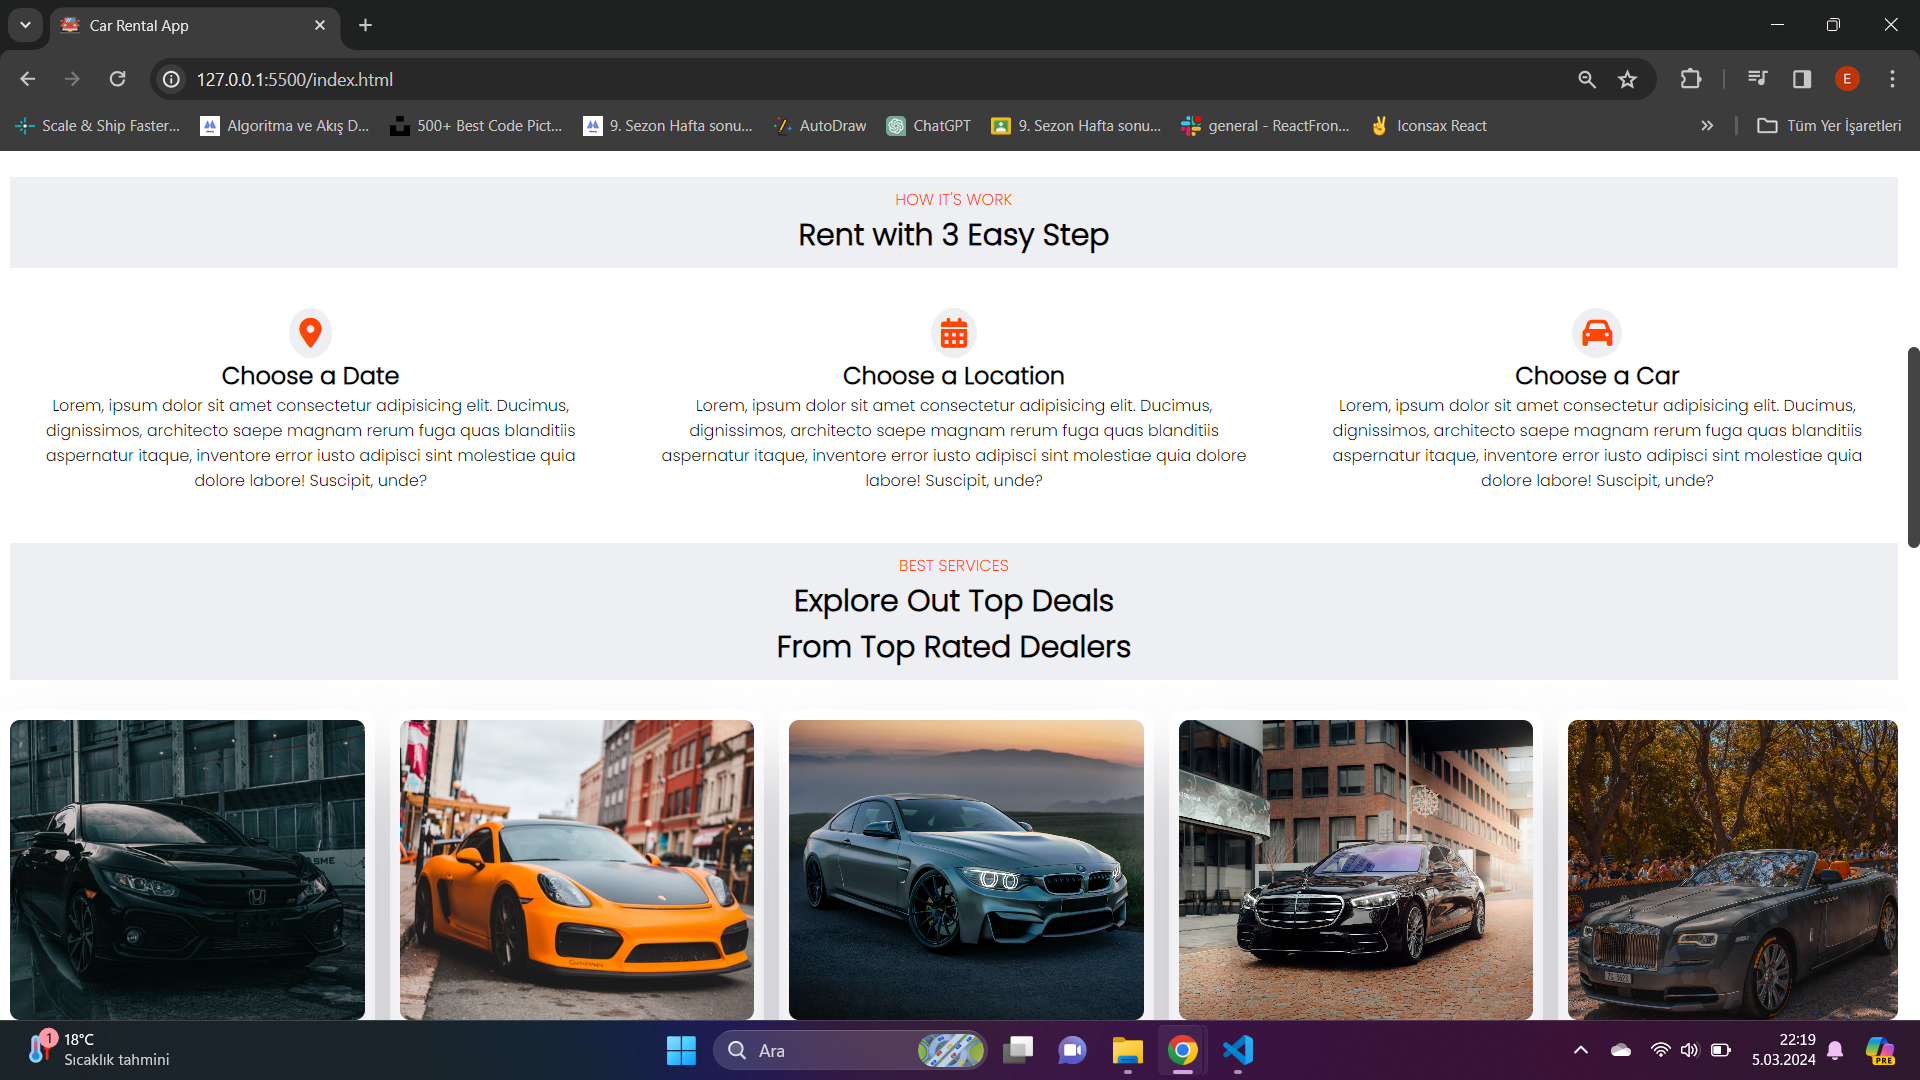 Car Rental App
127.0.0.1:5500/index.html
E
Scale & Ship Faster...
Algoritma ve Akış D...
500+ Best Code Pict...
9. Sezon Hafta sonu...
AutoDraw
ChatGPT
9. Sezon Hafta sonu...
general - ReactFron...
Iconsax React
Tüm Yer İşaretleri
HOW IT'S WORK
Rent with 3 Easy Step
Choose a Date
Lorem, ipsum dolor sit amet consectetur adipisicing elit. Ducimus,
dignissimos, architecto saepe magnam rerum fuga quas blanditiis
aspernatur itaque, inventore error iusto adipisci sint molestiae quia
dolore labore! Suscipit, unde?
Choose a Location
Lorem, ipsum dolor sit amet consectetur adipisicing elit. Ducimus,
dignissimos, architecto saepe magnam rerum fuga quas blanditiis
aspernatur itaque, inventore error iusto adipisci sint molestiae quia dolore
labore! Suscipit, unde?
Choose a Car
Lorem, ipsum dolor sit amet consectetur adipisicing elit. Ducimus,
dignissimos, architecto saepe magnam rerum fuga quas blanditiis
aspernatur itaque, inventore error iusto adipisci sint molestiae quia
dolore labore! Suscipit, unde?
BEST SERVICES
Explore Out Top Deals
From Top Rated Dealers
1
18°C
Sıcaklık tahmini
Ara
22:19
5.03.2024
PRE